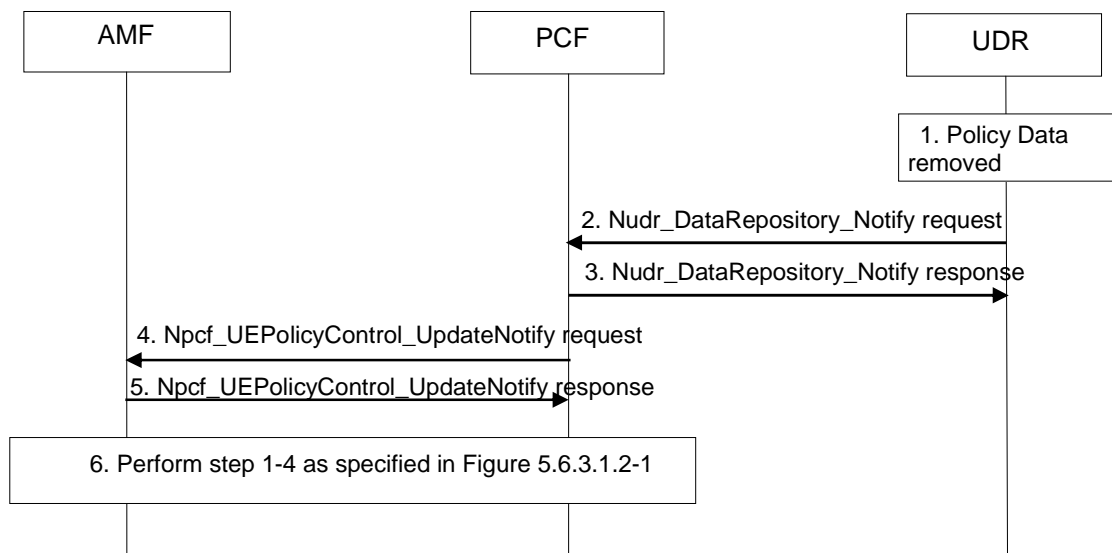 AMF
PCF
UDR
1. Policy Data
removed
2. Nudr_DataRepository_Notify request
3. Nudr_DataRepository_Notify response
4. Npcf_UEPolicyControl_UpdateNotify request
5. Npcf_UEPolicyControl_UpdateNotify response
6. Perform step 1-4 as specified in Figure 5.6.3.1.2-1